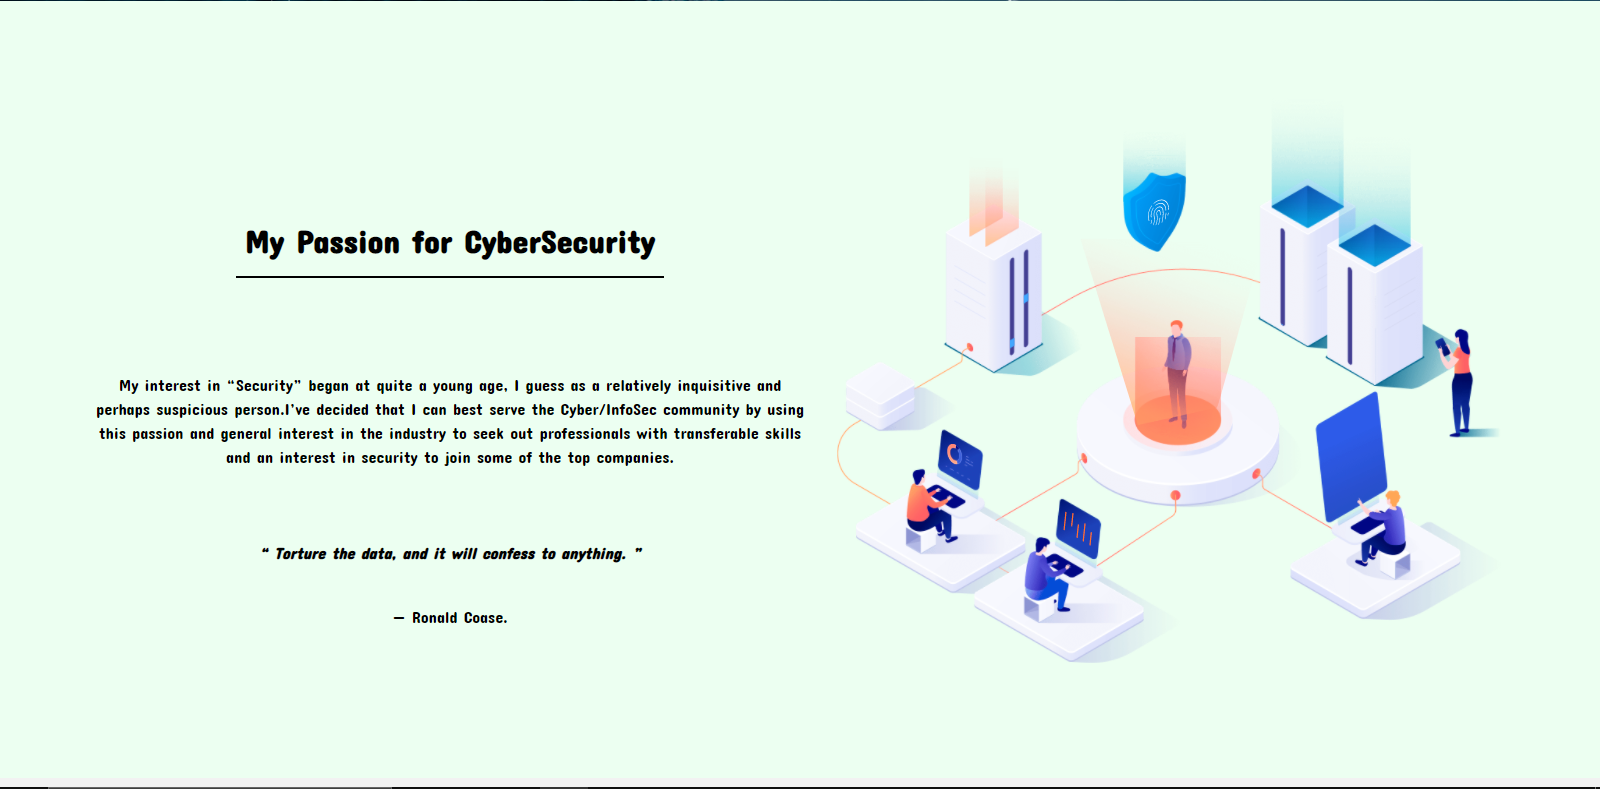 My Passion for CyberSecurity
My interest in “Security” began at quite a young age, I guess as a relatively inquisitive and
perhaps suspicious person.I’ve decided that I can best serve the Cyber/InfoSec community by using
this passion and general interest in the industry to seek out professionals with transferable skills
and an interest in security to join some of the top companies.
“ Torture the data, and it will confess to anything. ”
— Ronald Coase.